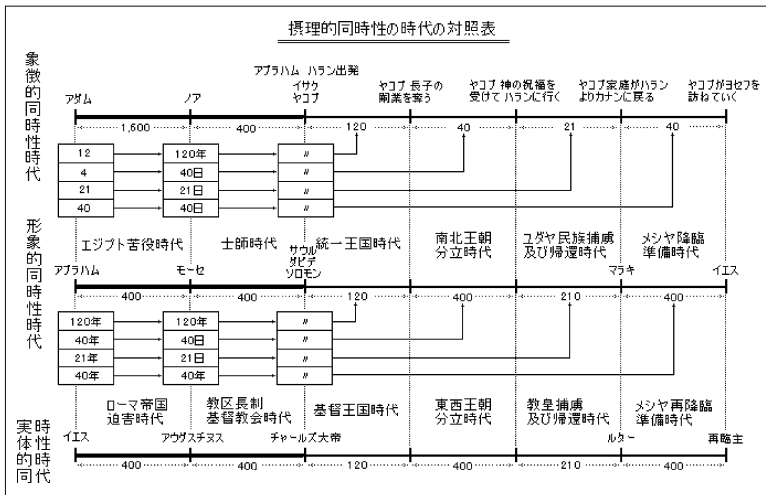 摂理的同時性の時代の対照表
象徴的同時性時代
アブラハム ハラン出発
イサク
ヤコブ
ヤコブ 長子の
嗣業を奪う
ヤコブ 神の祝福を
受けて ハランに行く
ヤコブ家庭がハラン
よりカナンに戻る
ヤコブがヨセフを
訪ねていく
アダム
ノア
1,600
400
120
40
21
40
12
120年
〃
4
40日
〃
21
21日
〃
40
40日
〃
形象的同時性時代
エジプト苦役時代
士師時代
サウル
ダビデ
ソロモン
統一王国時代
南北王朝
分立時代
ユダヤ民族捕虜
及び帰還時代
メシヤ降臨
準備時代
アブラハム
モーセ
マラキ
イエス
400
400
120
400
210
400
120年
120年
〃
40年
40日
〃
21年
21日
〃
40年
40年
〃
実体的同時性時代
ローマ帝国
迫害時代
教区長制
基督教会時代
基督王国時代
東西王朝
分立時代
教皇捕虜
及び帰還時代
メシヤ再降臨
準備時代
イエス
アウグスチヌス
チャールズ大帝
ルター
再臨主
400
400
120
400
210
400